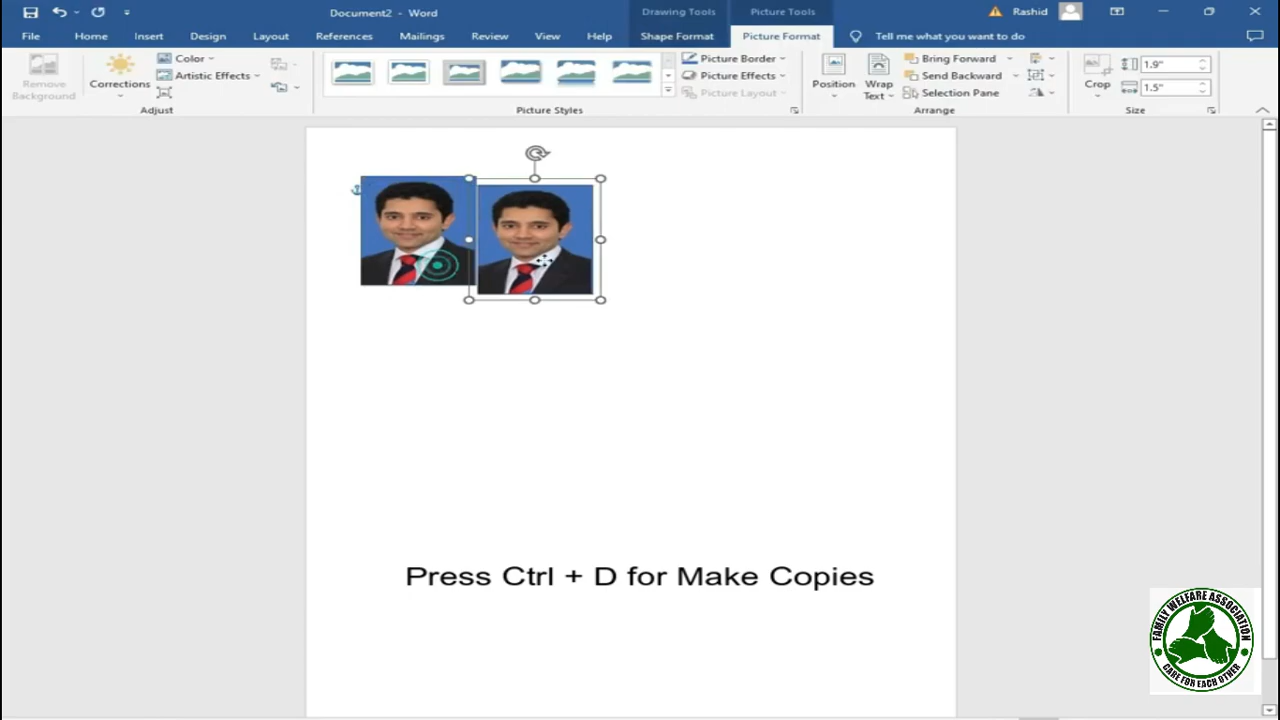 Document2 - Word
Drawing Tools
Picture Tools
Rashid
File
Home
Insert
Design
Layout
References
Mailings
Review
View
Help
Shape Format
Picture Format
Tell me what you want to do
Remove Background
Corrections
Color
Artistic Effects
Adjust
Picture Styles
Picture Border
Picture Effects
Picture Layout
Position
Wrap Text
Bring Forward
Send Backward
Selection Pane
Arrange
Crop
1.9"
1.5"
Size
Press Ctrl + D for Make Copies
FAMILY WELFARE ASSOCIATION
CARE FOR EACH OTHER